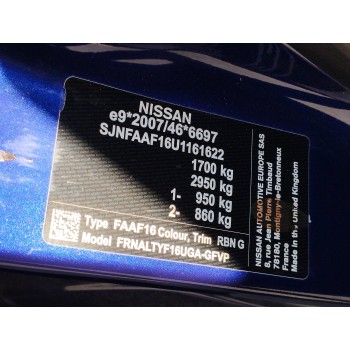 NISSAN
e9*2007/46*6697
SJNFAAF16U1161622
1700 kg
2950 kg
1- 950 kg
2- 860 kg
Type FAAF16 Colour, Trim RBN G
Model FRNALTYF16UGA-GFVP
NISSAN AUTOMOTIVE EUROPE SAS
8, rue Jean Pierre Timbaud
78180, Montigny-le-Bretonneux
France
Made in the United Kingdom